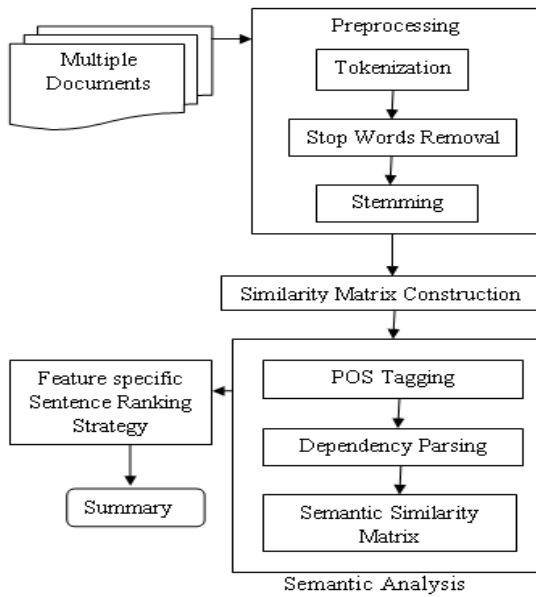 Multiple
Documents
Preprocessing
Tokenization
Stop Words Removal
Stemming
Similarity Matrix Construction
POS Tagging
Dependency Parsing
Semantic Similarity
Matrix
Semantic Analysis
Feature specific
Sentence Ranking
Strategy
Summary